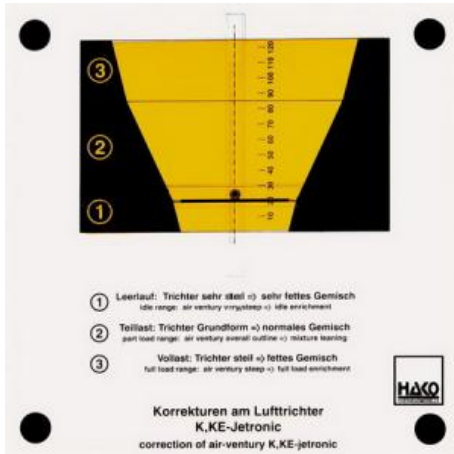 3
2
1
120
110
100
90
80
70
60
50
40
30
20
10
1 Leerlauf: Trichter sehr steil => sehr fettes Gemisch
idle range: air ventury very steep => idle enrichment
2 Teillast: Trichter Grundform => normales Gemisch
part load range: air ventury overall outline => mixture leaning
3 Vollast: Trichter steil => fettes Gemisch
full load range: air ventury steep => full load enrichment
HAKO
Korrekturen am Lufttrichter
K,KE-Jetronic
correction of air-ventury K,KE-jetronic